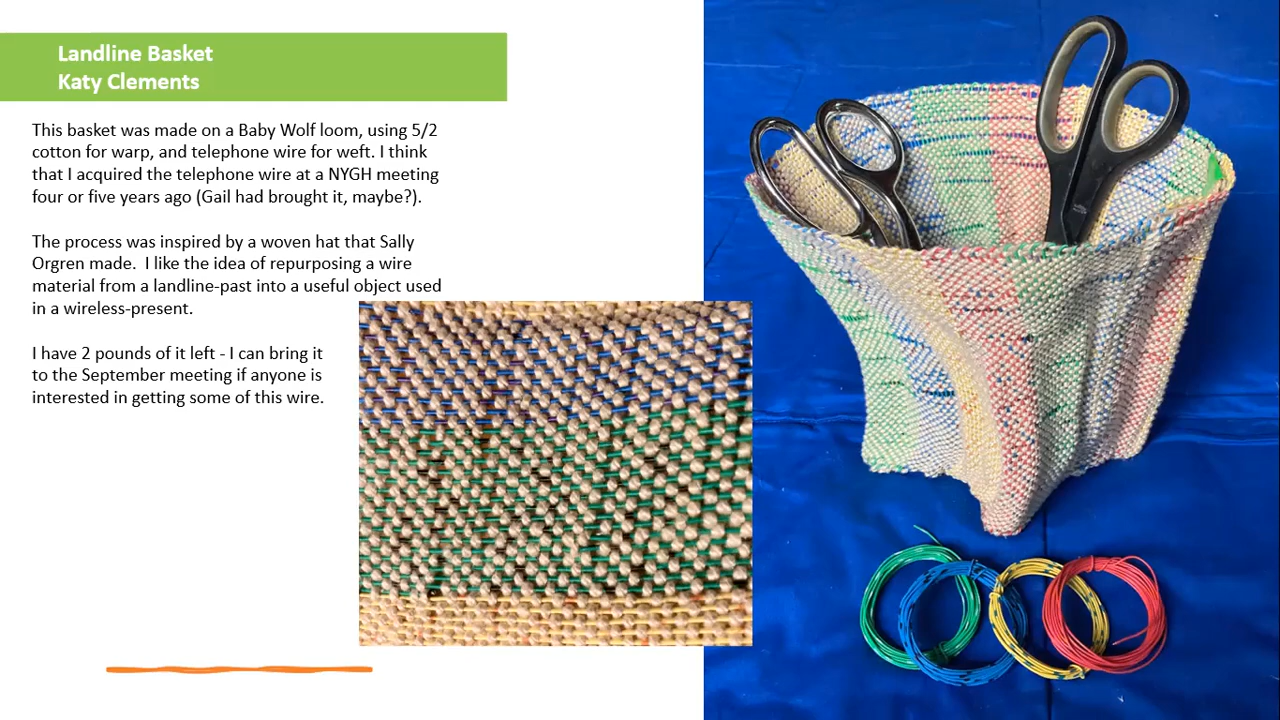 Landline Basket
Katy Clements
This basket was made on a Baby Wolf loom, using 5/2
cotton for warp, and telephone wire for weft. I think
that I acquired the telephone wire at a NYGH meeting
four or five years ago (Gail had brought it, maybe?).
The process was inspired by a woven hat that Sally
Orgren made.  I like the idea of repurposing a wire
material from a landline-past into a useful object used
in a wireless-present.
I have 2 pounds of it left - I can bring it
to the September meeting if anyone is
interested in getting some of this wire.